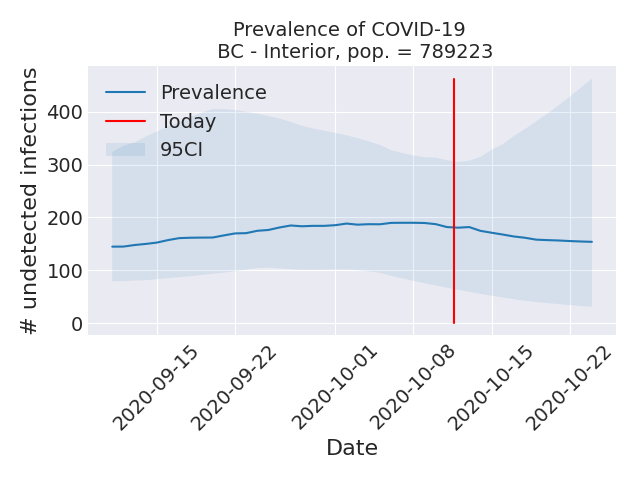 Prevalence of COVID-19
BC - Interior, pop. = 789223
Prevalence
Today
95CI
# undetected infections
400
300
200
100
0
2020-09-15
2020-09-22
2020-10-01
2020-10-08
2020-10-15
2020-10-22
Date